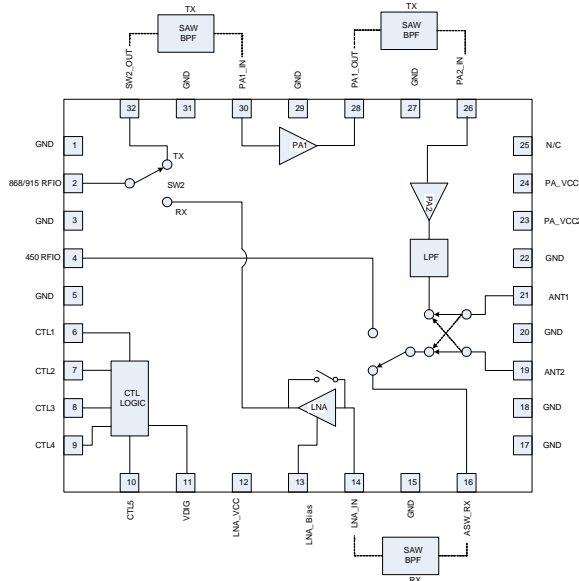 TX
SAW
BPF
TX
SAW
BPF
SW2_OUT
GND
PA1_IN
GND
PA1_OUT
GND
PA2_IN
32
31
30
29
28
27
26
GND
1
PA1
25
N/C
TX
868/915 RFIO
2
24
PA_VCC
SW2
PA2
RX
GND
3
23
PA_VCC2
450 RFIO
4
LPF
22
GND
GND
5
21
ANT1
CTL1
6
20
GND
CTL2
7
19
ANT2
CTL
LOGIC
CTL3
8
LNA
18
GND
CTL4
9
17
GND
10
11
12
13
14
15
16
CTL5
VDIG
LNA_VCC
LNA_Bias
LNA_IN
GND
ASW_RX
SAW
BPF
RX